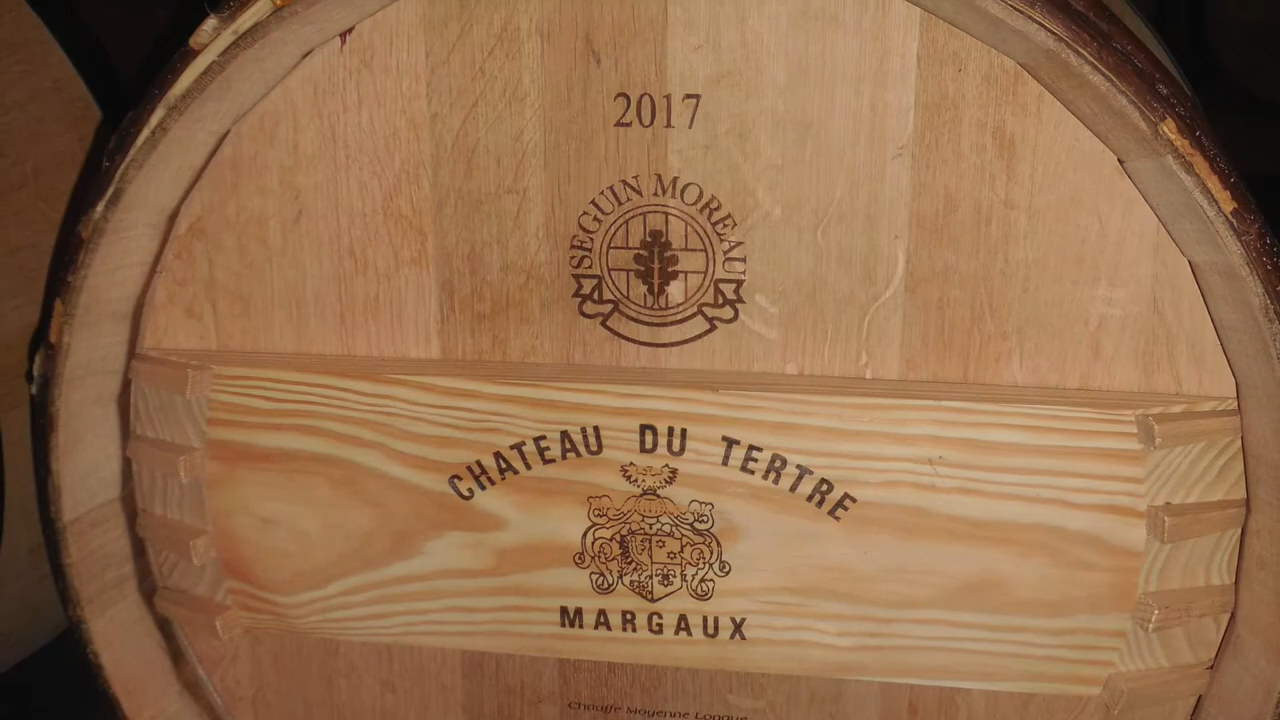 2017
SEGUIN MOREAU
CHATEAU DU TERTRE
MARGAUX
Chauffe Moyenne Longue